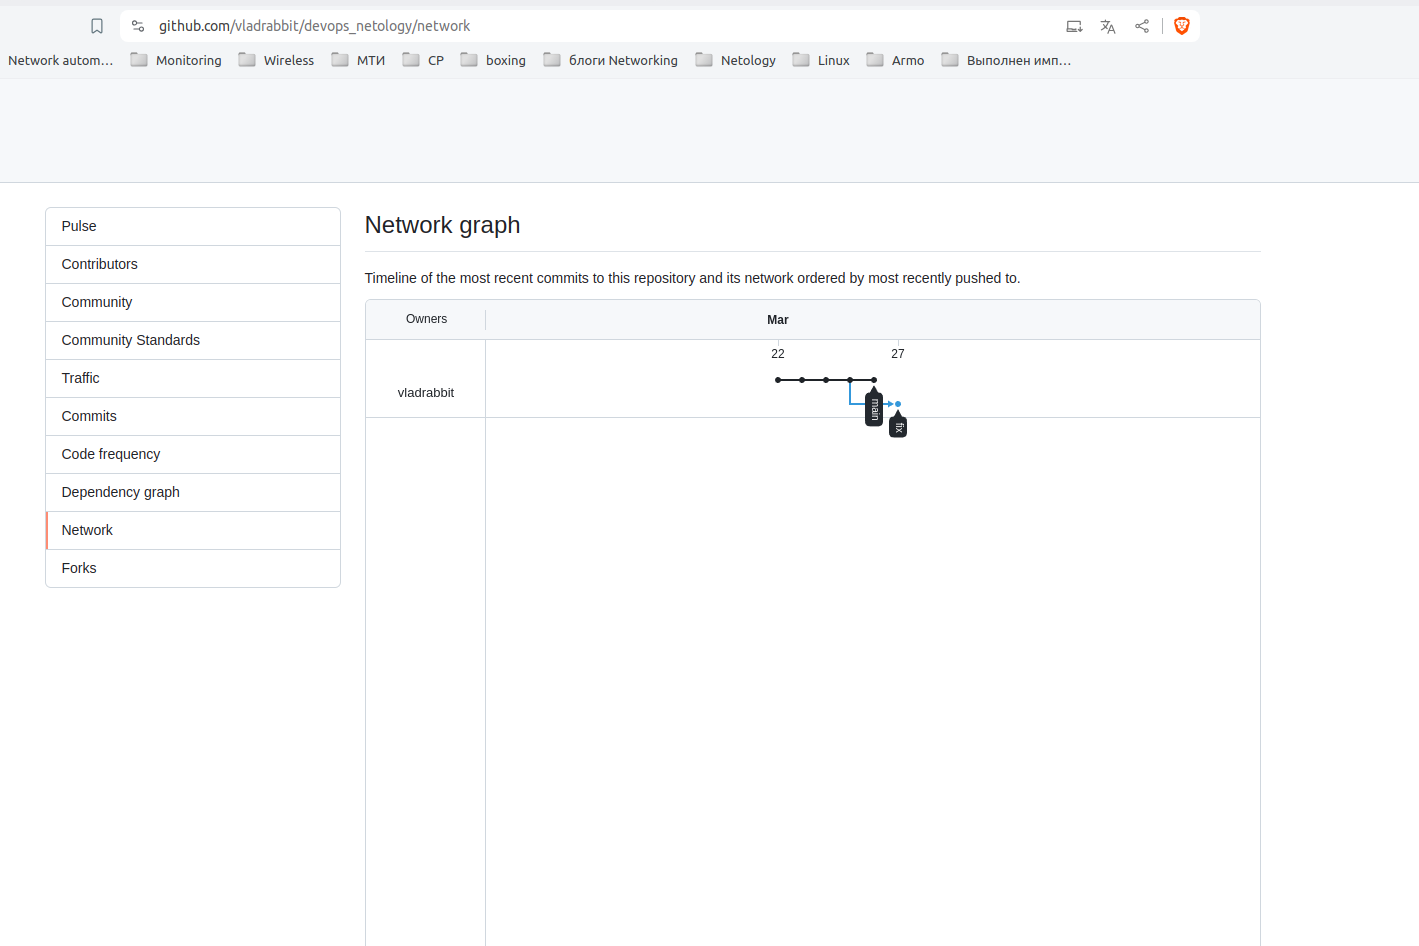 github.com/vladrabbit/devops_netology/network
Network autom... Monitoring Wireless МТИ СР boxing блоги Networking Netology Linux Armo Выполнен имп...
Pulse
Contributors
Community
Community Standards
Traffic
Commits
Code frequency
Dependency graph
Network
Forks
Network graph
Timeline of the most recent commits to this repository and its network ordered by most recently pushed to.
Owners Mar
22 27
vladrabbit
main
fix